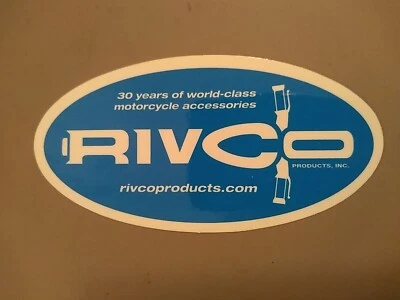 30 years of world-class
motorcycle accessories
RIVCO
PRODUCTS, INC.
rivcoproducts.com